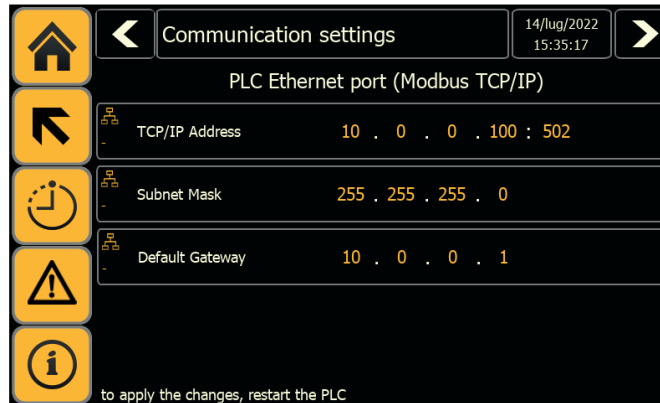 Communication settings
14/lug/2022
15:35:17
PLC Ethernet port (Modbus TCP/IP)
TCP/IP Address 10 . 0 . 0 . 100 : 502
-
Subnet Mask 255 . 255 . 255 . 0
-
Default Gateway 10 . 0 . 0 . 1
-
i
to apply the changes, restart the PLC